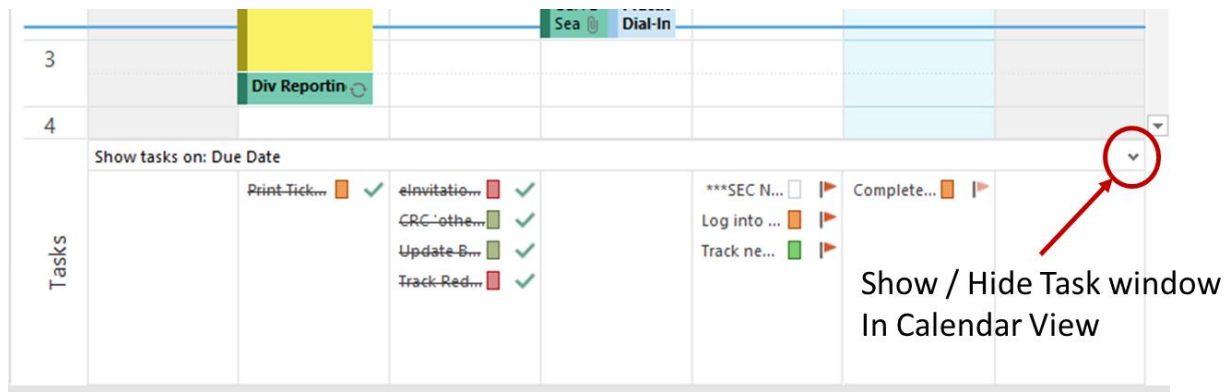 Sea Dial-In
3
Div Reportin
4
Show tasks on: Due Date
Print Tick... eInvitatio... ***SEC N... Complete...
CRC 'othe... Log into ...
Update B... Track ne...
Track Red...
Tasks
Show / Hide Task window
In Calendar View